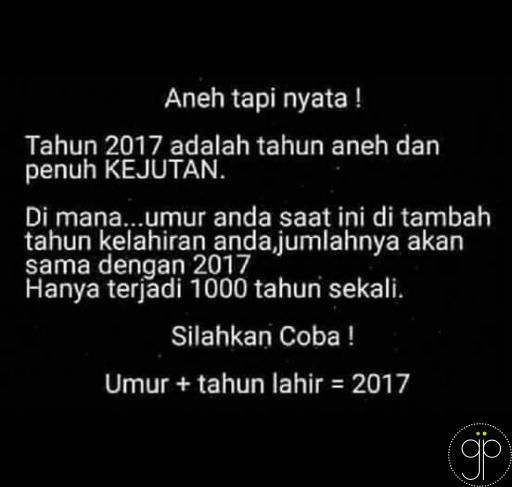 Aneh tapi nyata !
Tahun 2017 adalah tahun aneh dan
penuh KEJUTAN.
Di mana...umur anda saat ini di tambah
tahun kelahiran anda,jumlahnya akan
sama dengan 2017
Hanya terjadi 1000 tahun sekali.
Silahkan Coba !
Umur + tahun lahir = 2017